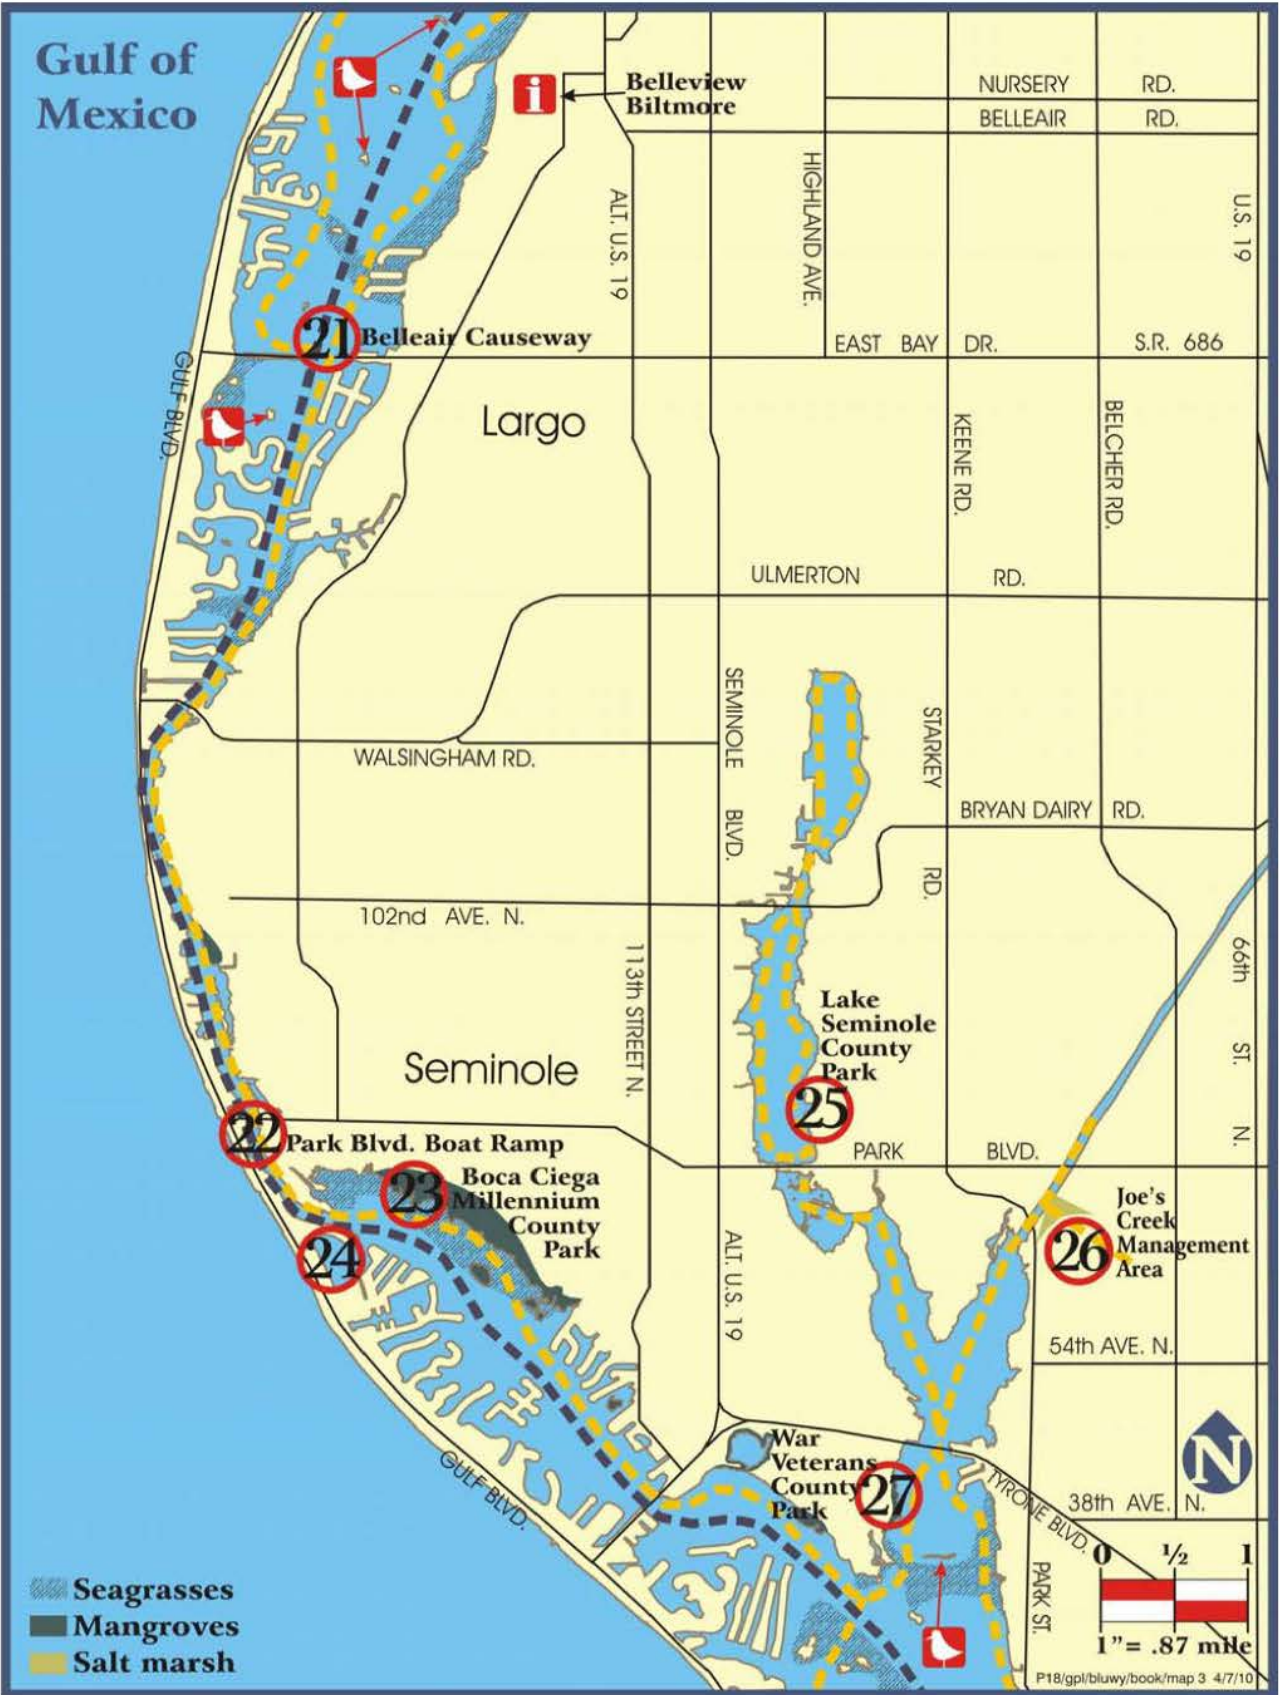 Gulf of
Mexico
i
Belleview
Biltmore
NURSERY RD.
BELLEAIR RD.
HIGHLAND AVE.
ALT. U.S. 19
U.S. 19
21
Belleair Causeway
EAST BAY DR. S.R. 686
GULF BLVD.
Largo
KEENE RD.
BELCHER RD.
ULMERTON RD.
SEMINOLE BLVD.
STARKEY RD.
WALSINGHAM RD.
BRYAN DAIRY RD.
102nd AVE. N.
113th STREET N.
66th ST. N.
Lake
Seminole
County
Park
25
Seminole
22
Park Blvd. Boat Ramp
PARK BLVD.
23
Boca Ciega
Millennium
County
Park
24
Joe's
Creek
Management
Area
26
ALT. U.S. 19
54th AVE. N.
War
Veterans
County
Park
27
N
GULF BLVD.
TYRONE BLVD.
38th AVE. N.
PARK ST.
0 ½ 1
1"= .87 mile
Seagrasses
Mangroves
Salt marsh
P18/gpl/bluwy/book/map 3 4/7/10